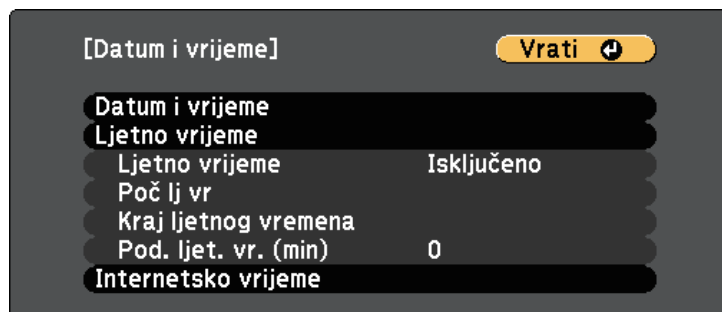 [Datum i vrijeme] Vrati
Datum i vrijeme
Ljetno vrijeme
Ljetno vrijeme Isključeno
Poč lj vr
Kraj ljetnog vremena
Pod. ljet. vr. (min) 0
Internetsko vrijeme